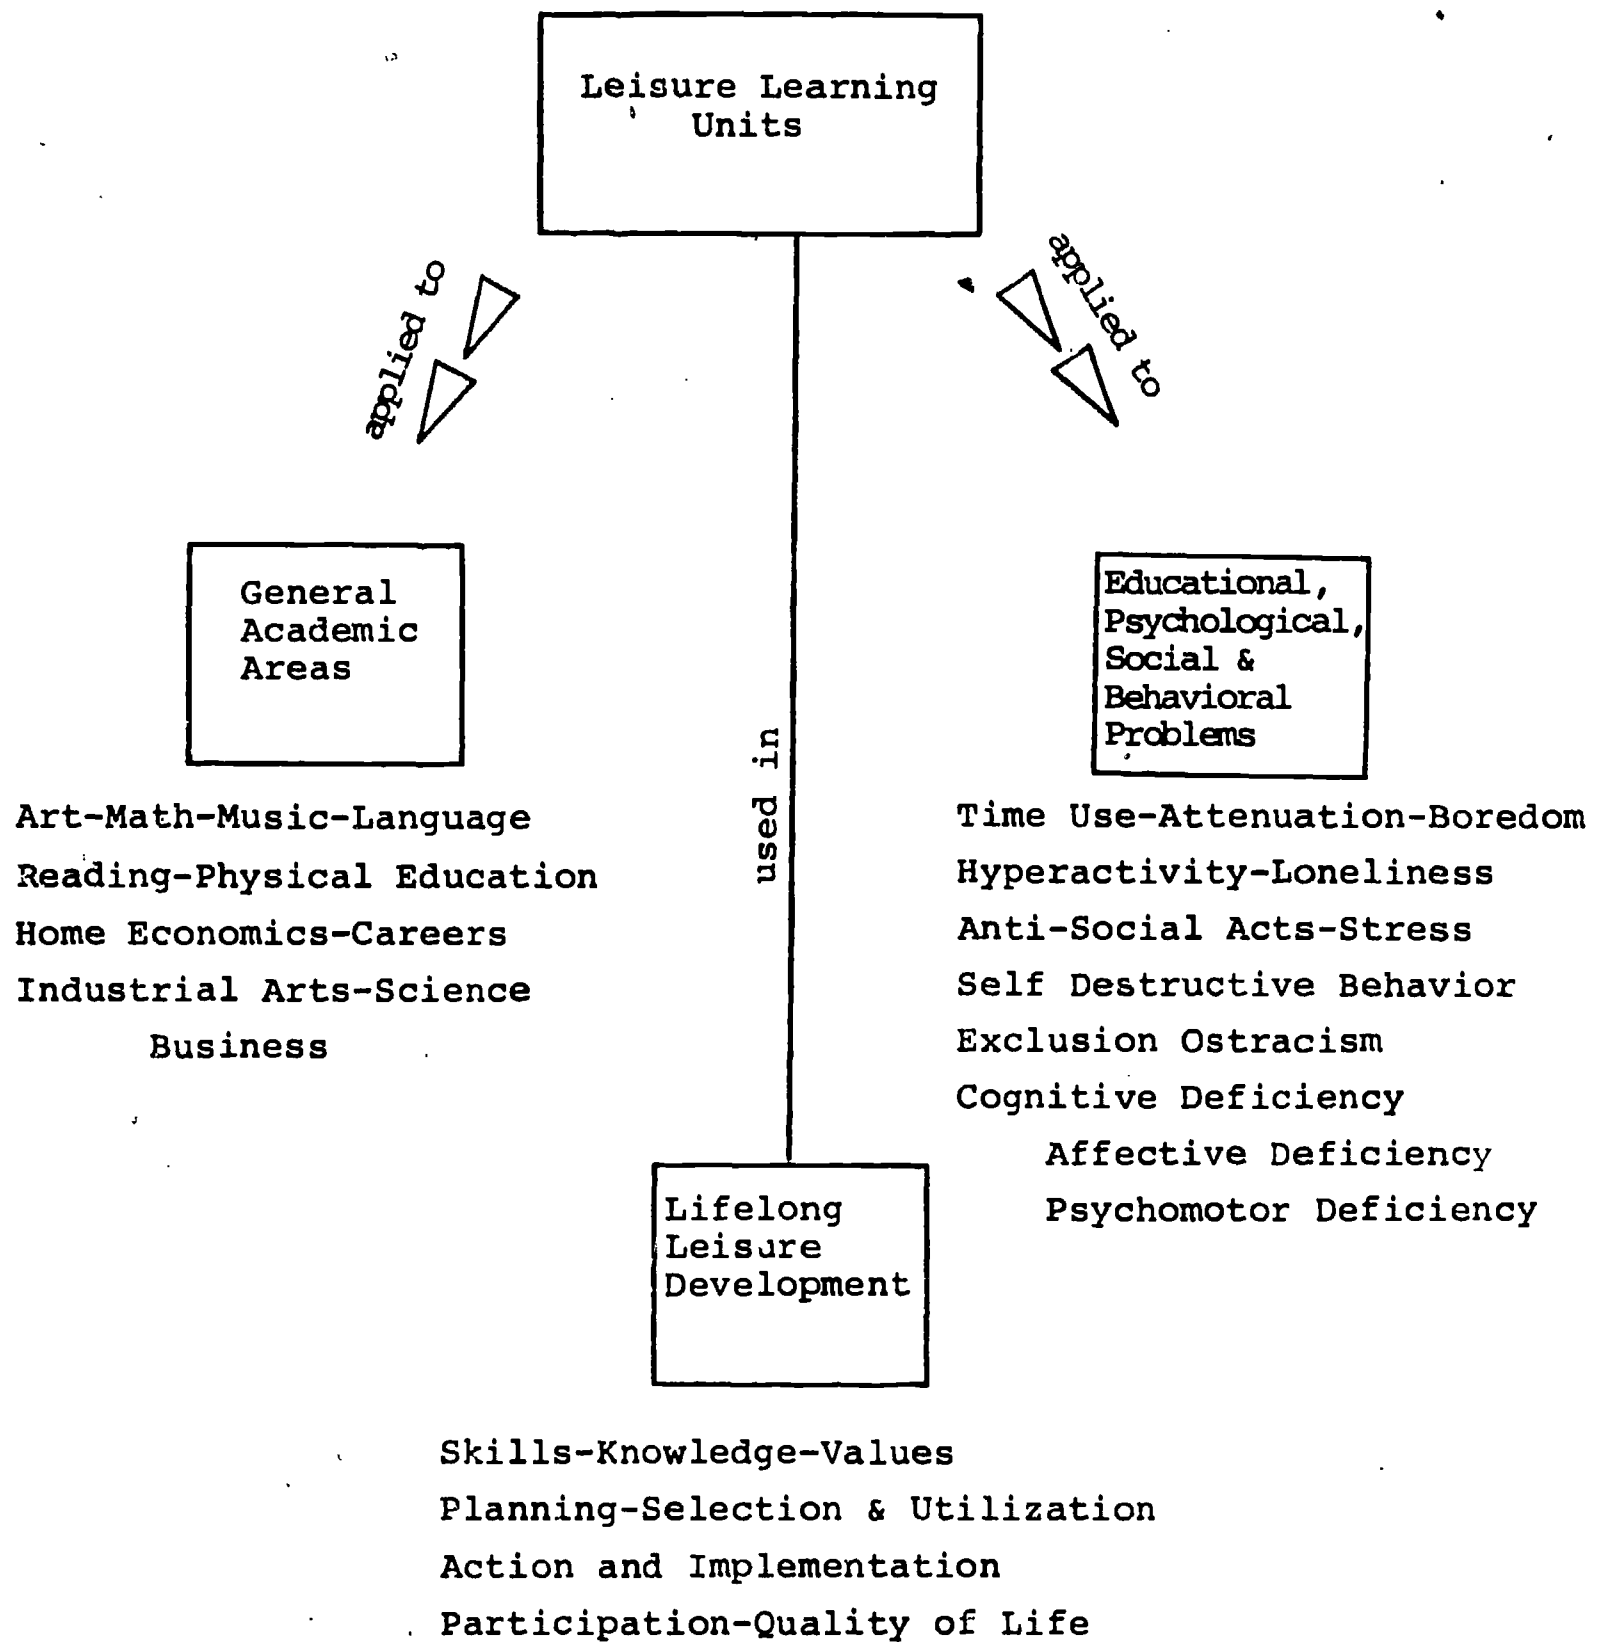 Leisure Learning
Units
applied to
applied to
General
Academic
Areas
Art-Math-Music-Language
Reading-Physical Education
Home Economics-Careers
Industrial Arts-Science
Business
used in
Educational,
Psychological,
Social &
Behavioral
Problems
Time Use-Attenuation-Boredom
Hyperactivity-Loneliness
Anti-Social Acts-Stress
Self Destructive Behavior
Exclusion Ostracism
Cognitive Deficiency
Affective Deficiency
Psychomotor Deficiency
Lifelong
Leisure
Development
Skills-Knowledge-Values
Planning-Selection & Utilization
Action and Implementation
Participation-Quality of Life